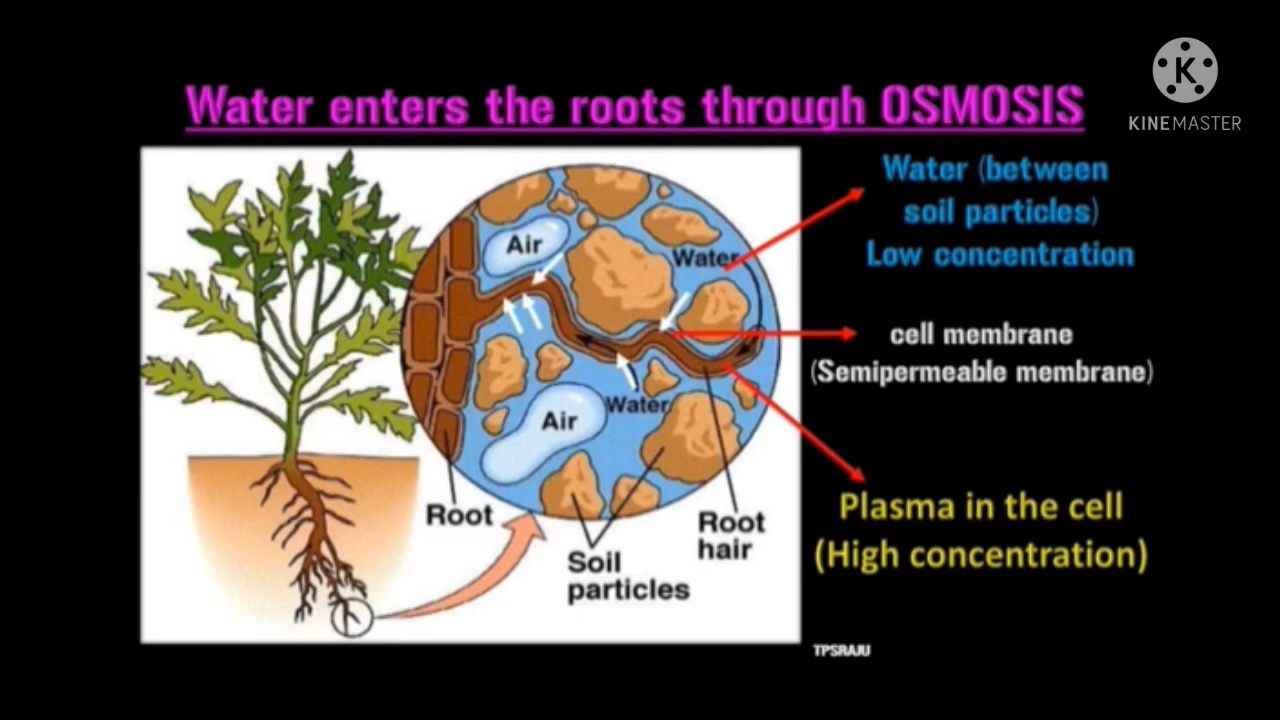 Water enters the roots through OSMOSIS
K
KINEMASTER
Water (between
soil particles)
Low concentration
cell membrane
(Semipermeable membrane)
Plasma in the cell
(High concentration)
Air
Water
Water
Air
Root
Soil
particles
Root
hair
TPSRAJU